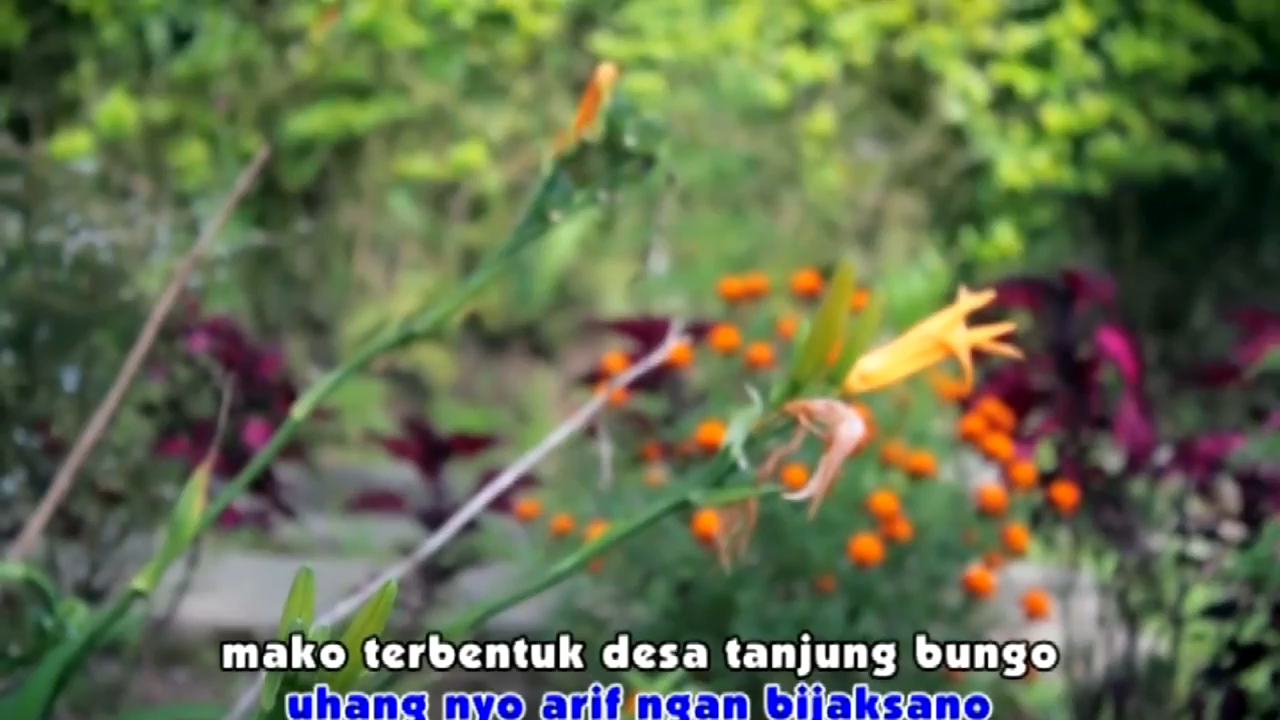 mako terbentuk desa tanjung bungo
uhang nyo arif ngan bijaksano